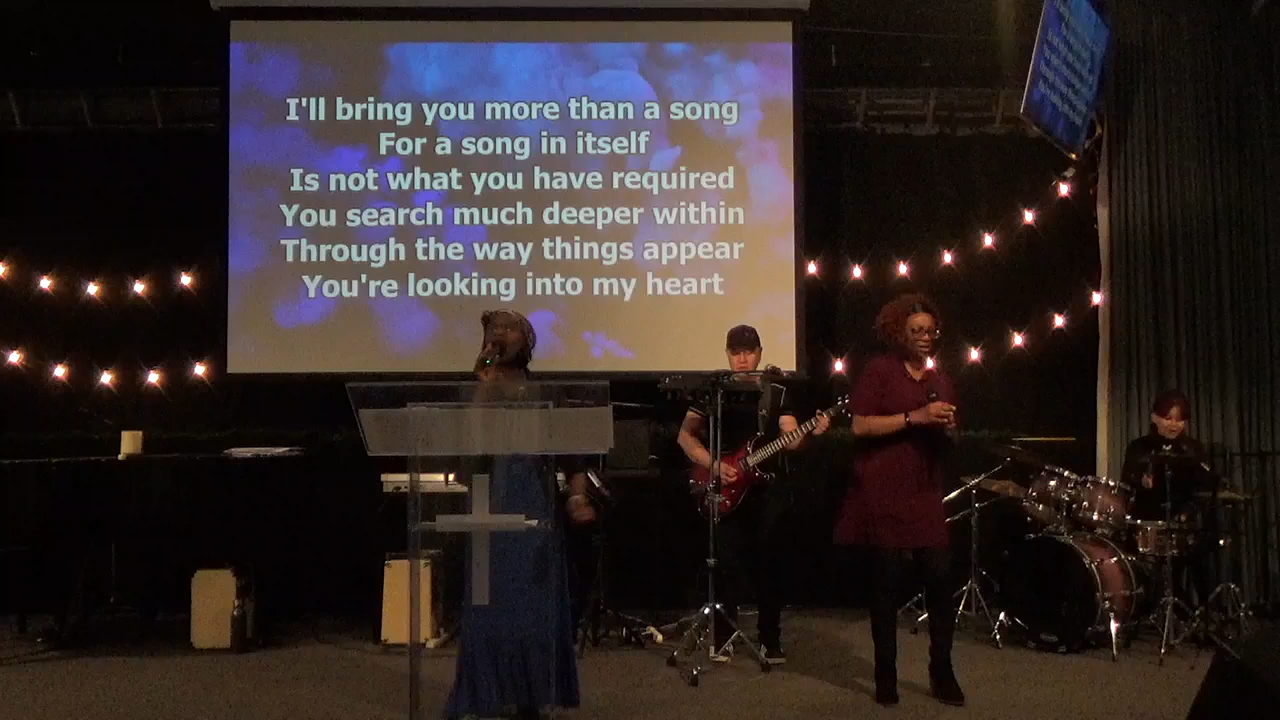 I'll bring you more than a song
For a song in itself
Is not what you have required
You search much deeper within
Through the way things appear
You're looking into my heart